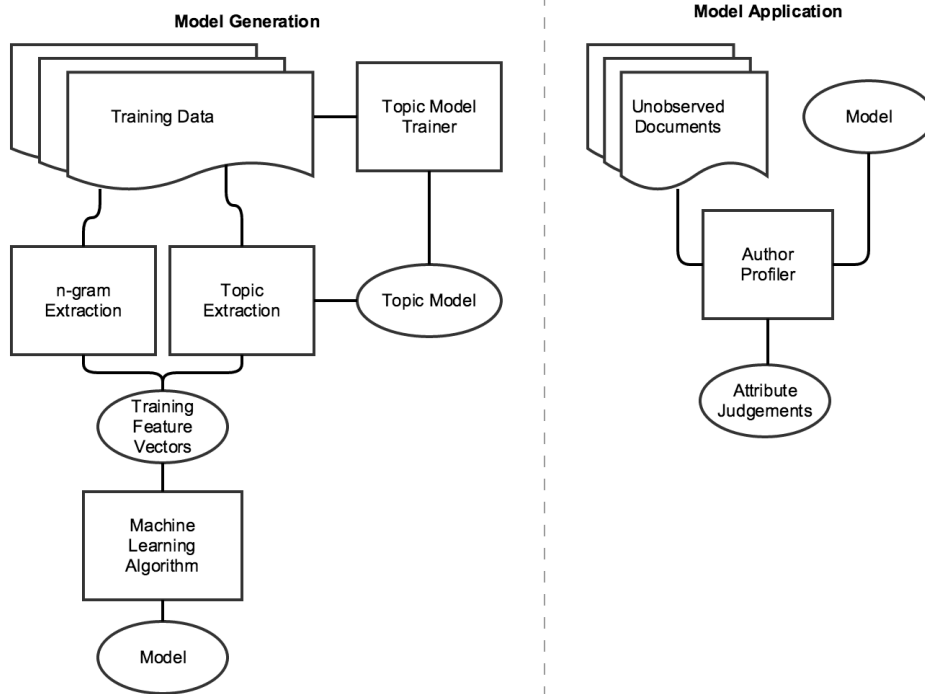 Model Generation
Training Data
Topic Model
Trainer
n-gram
Extraction
Topic
Extraction
Topic Model
Training
Feature
Vectors
Machine
Learning
Algorithm
Model
Model Application
Unobserved
Documents
Model
Author
Profiler
Attribute
Judgements